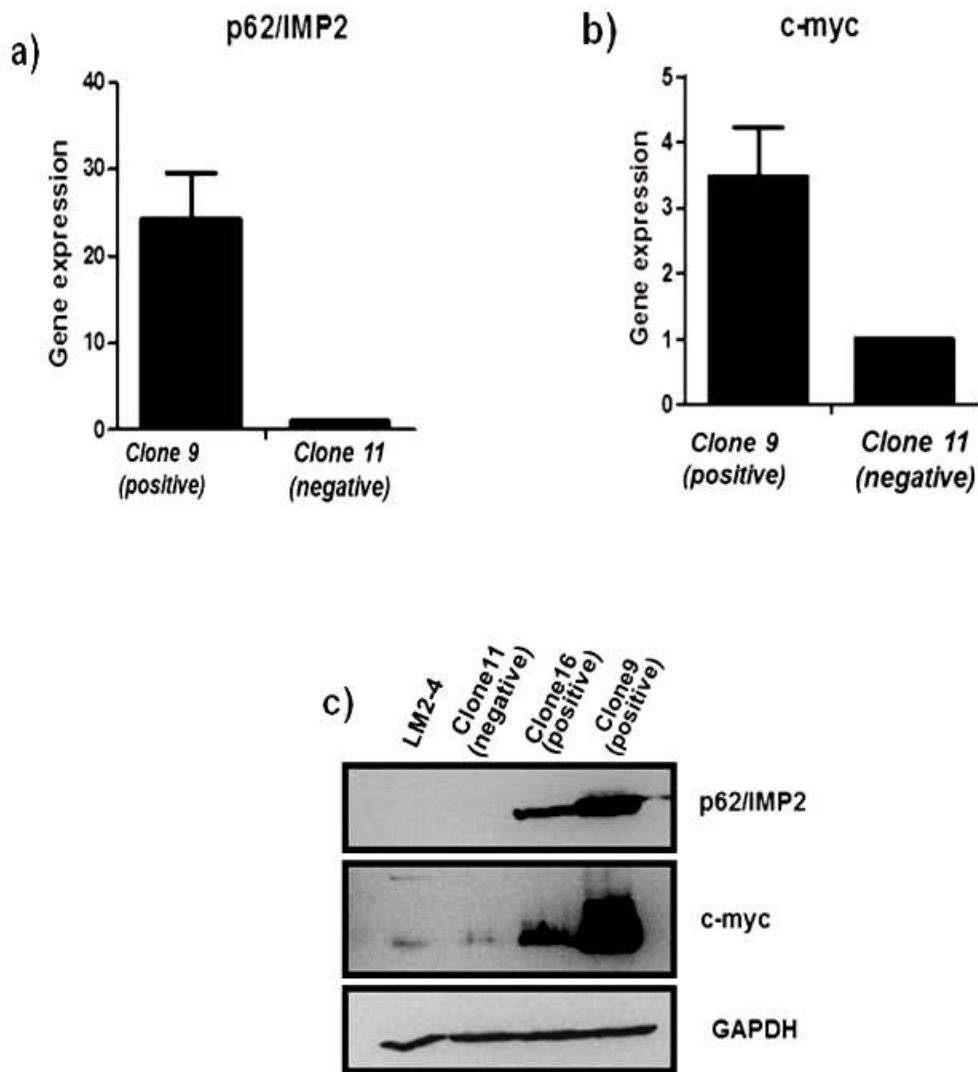 a)
p62/IMP2
Gene expression
40
30
20
10
0
Clone 9
(positive)
Clone 11
(negative)
b)
c-myc
Gene expression
5
4
3
2
1
0
Clone 9
(positive)
Clone 11
(negative)
c)
LM2-4
Clone11
(negative)
Clone16
(positive)
Clone9
(positive)
p62/IMP2
c-myc
GAPDH